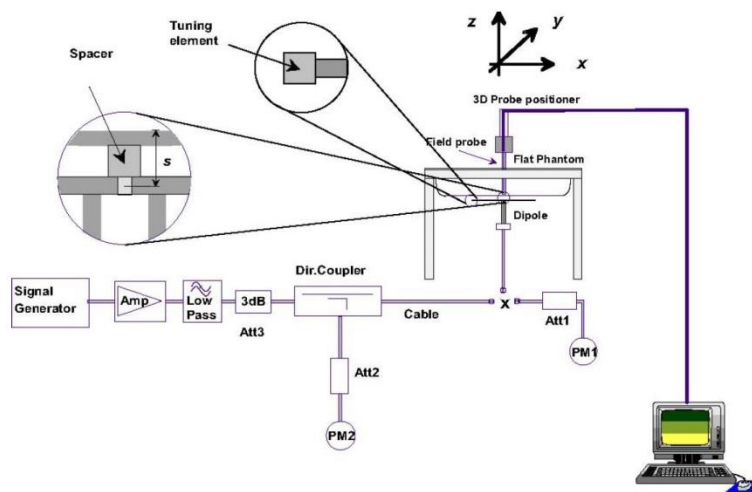 Tuning
element
Spacer
s
z
y
x
3D Probe positioner
Field probe
Flat Phantom
Dipole
Signal
Generator
Amp
Low
Pass
3dB
Att3
Dir.Coupler
Cable
x
Att1
PM1
Att2
PM2